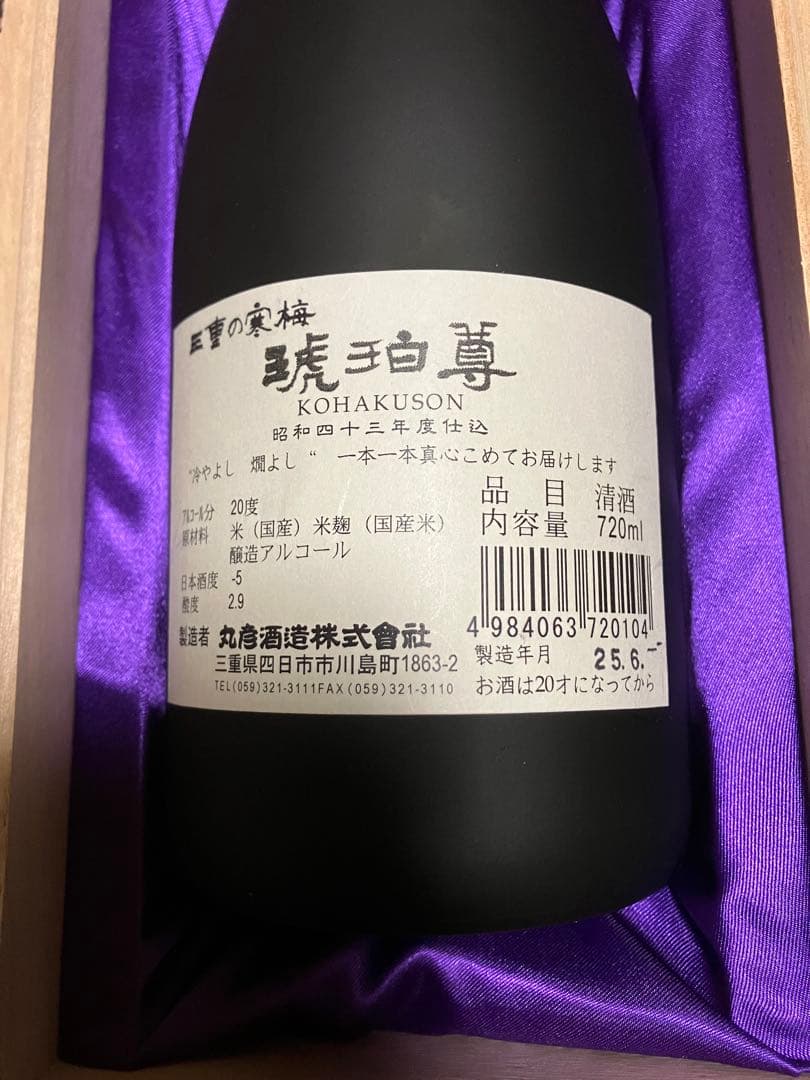 三重の寒梅
琥珀尊
KOHAKUSON
昭和四十三年度仕込
"冷やよし 燗よし“ 一本一本真心こめてお届けします
品目 清酒
内容量 720ml
アルコール分 20度
原材料 米（国産）米麹（国産米）
醸造アルコール
日本酒度 -5
酸度 2.9
製造者 丸彦酒造株式會社
三重県四日市市川島町1863-2
TEL(059)321-3111FAX(059)321-3110
4 984063 720104
製造年月 25.6.
お酒は20才になってから